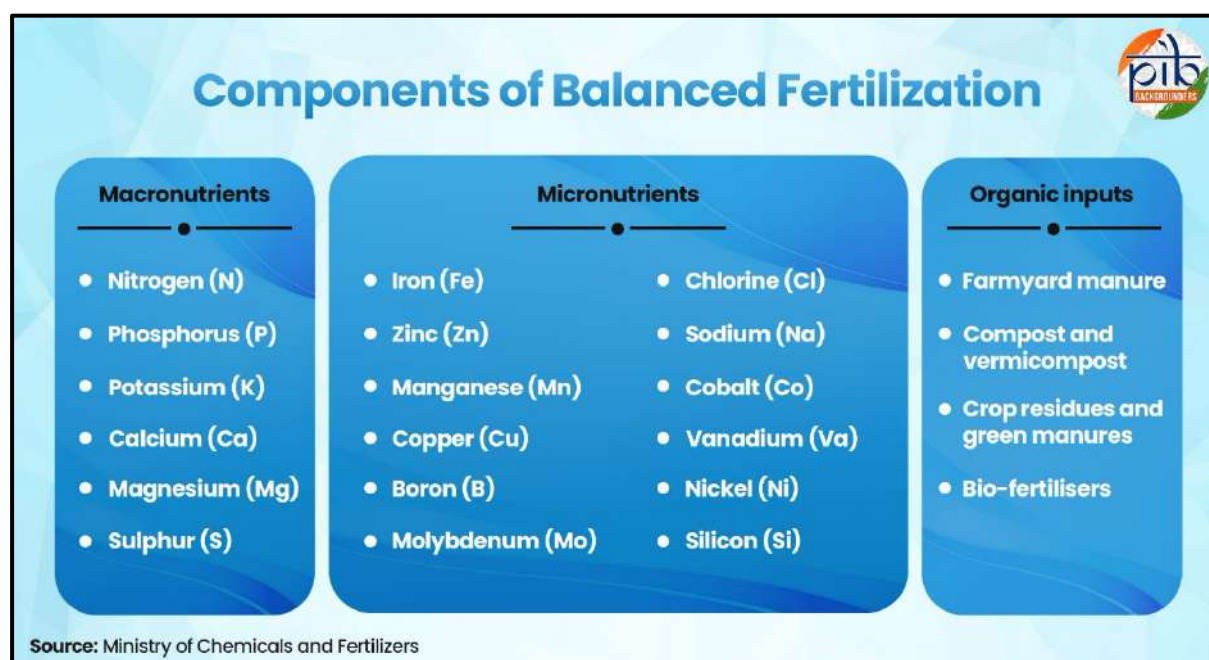 Components of Balanced Fertilization
pib
BACKGROUNDERS
Macronutrients
Nitrogen (N)
Phosphorus (P)
Potassium (K)
Calcium (Ca)
Magnesium (Mg)
Sulphur (S)
Micronutrients
Iron (Fe)
Zinc (Zn)
Manganese (Mn)
Copper (Cu)
Boron (B)
Molybdenum (Mo)
Chlorine (Cl)
Sodium (Na)
Cobalt (Co)
Vanadium (Va)
Nickel (Ni)
Silicon (Si)
Organic inputs
Farmyard manure
Compost and
vermicompost
Crop residues and
green manures
Bio-fertilisers
Source: Ministry of Chemicals and Fertilizers